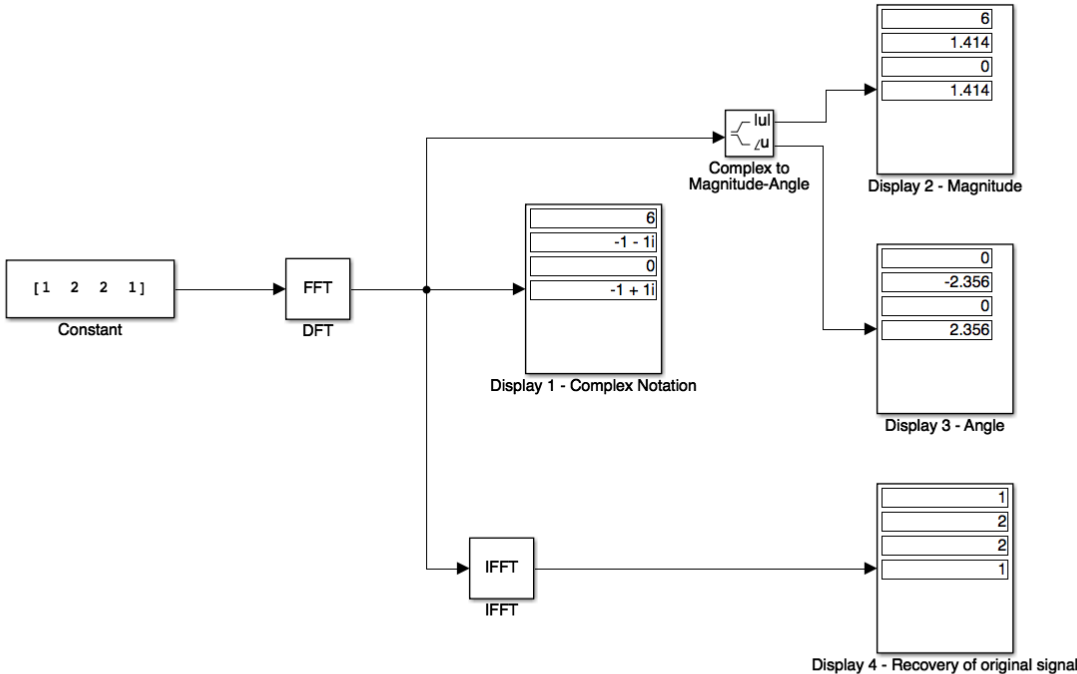 6
1.414
0
1.414
Display 2 - Magnitude
|u|
∠u
Complex to
Magnitude-Angle
6
-1 - 1i
0
-1 + 1i
Display 1 - Complex Notation
[1 2 2 1]
Constant
FFT
DFT
0
-2.356
0
2.356
Display 3 - Angle
IFFT
IFFT
1
2
2
1
Display 4 - Recovery of original signal